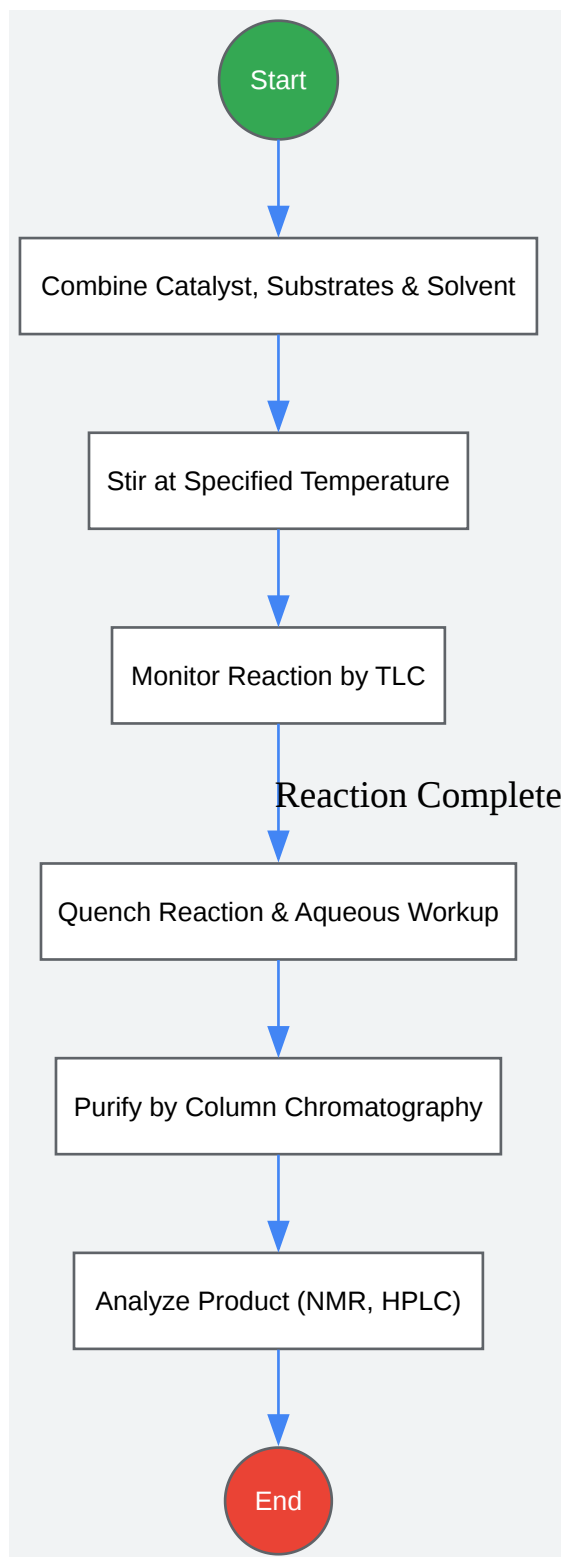 Start
Combine Catalyst, Substrates & Solvent
Stir at Specified Temperature
Monitor Reaction by TLC
Reaction Complete
Quench Reaction & Aqueous Workup
Purify by Column Chromatography
Analyze Product (NMR, HPLC)
End